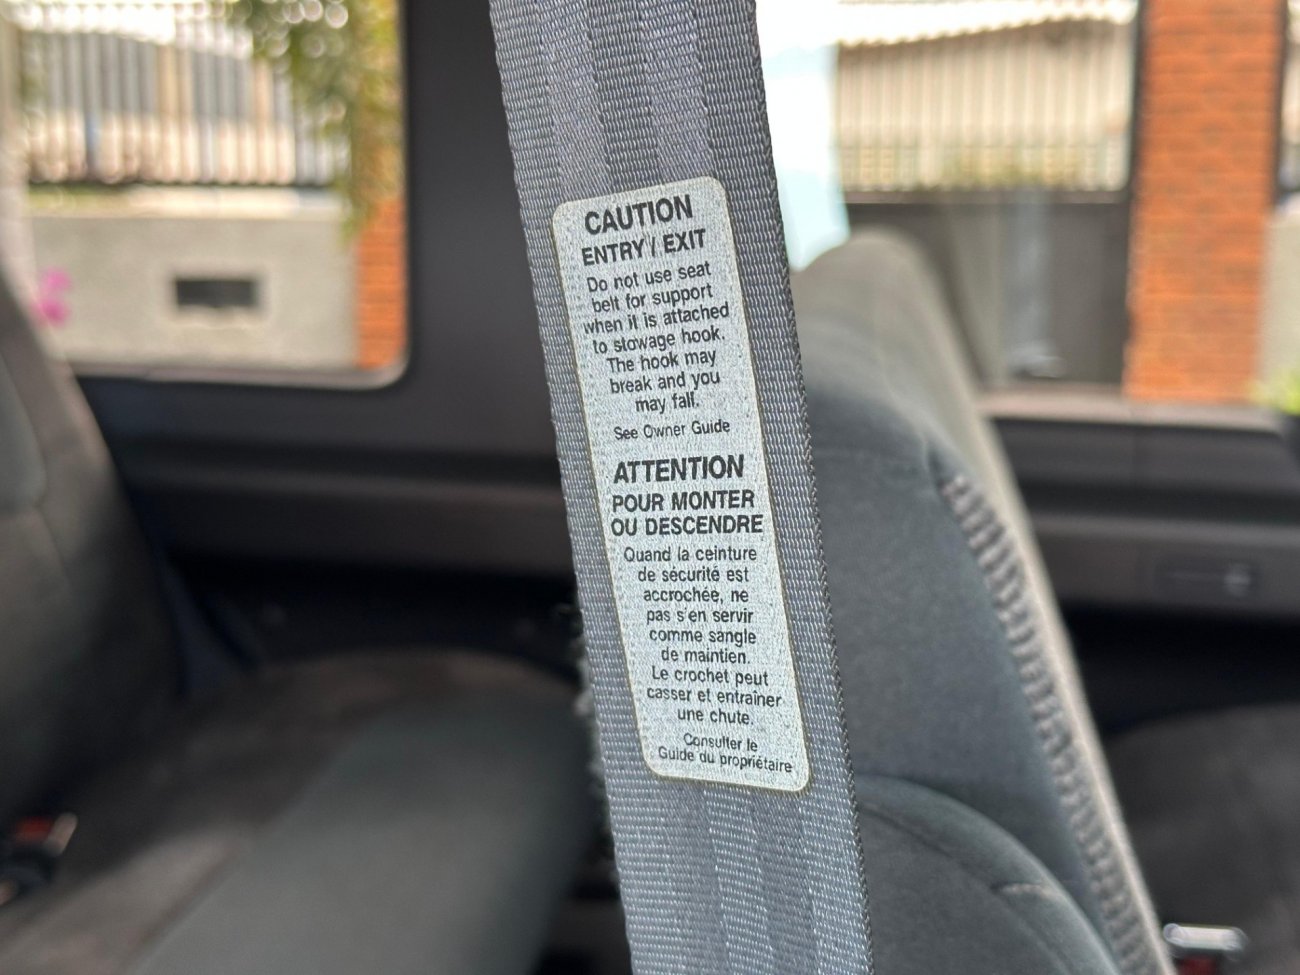 CAUTION
ENTRY / EXIT
Do not use seat
belt for support
when it is attached
to stowage hook.
The hook may
break and you
may fall.
See Owner Guide
ATTENTION
POUR MONTER
OU DESCENDRE
Quand la ceinture
de sécurité est
accrochée, ne
pas s'en servir
comme sangle
de maintien.
Le crochet peut
casser et entraîner
une chute.
Consulter le
Guide du propriétaire